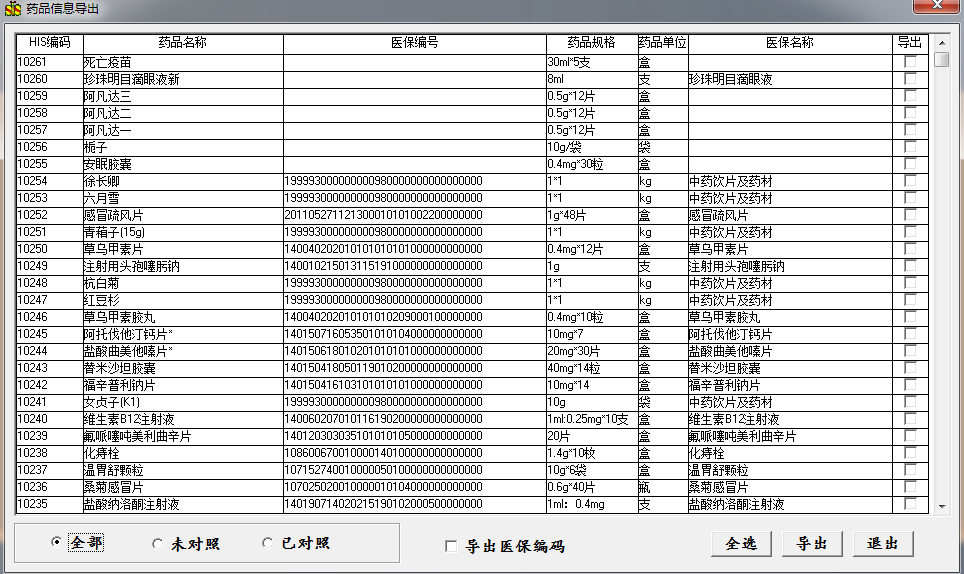 药品信息导出
HIS编码 药品名称 医保编号 药品规格 药品单位 医保名称 导出
10261 死亡疫苗 30ml*5支 盒
10260 珍珠明目滴眼液新 8ml 支 珍珠明目滴眼液
10259 阿凡达三 0.5g*12片 盒
10258 阿凡达二 0.5g*12片 盒
10257 阿凡达一 0.5g*12片 盒
10256 栀子 10g/袋 袋
10255 安眠胶囊 0.4mg*30粒 盒
10254 徐长卿 19999300000000098000000000000000 1*1 kg 中药饮片及药材
10253 六月雪 19999300000000098000000000000000 1*1 kg 中药饮片及药材
10252 感冒疏风片 20110527112130001010100220000000 1g*48片 盒 感冒疏风片
10251 青葙子(15g) 19999300000000098000000000000000 1*1 kg 中药饮片及药材
10250 草乌甲素片 14004020201010101010100000000000 0.4mg*12片 盒 草乌甲素片
10249 注射用头孢噻肟钠 14001021501311519100000000000000 1g 支 注射用头孢噻肟钠
10248 杭白菊 19999300000000098000000000000000 1*1 kg 中药饮片及药材
10247 红豆杉 19999300000000098000000000000000 1*1 kg 中药饮片及药材
10246 草乌甲素胶丸 14004020201010101020900010000000 0.4mg*10粒 盒 草乌甲素胶丸
10245 阿托伐他汀钙片* 14015071605350101010400000000000 10mg*7 盒 阿托伐他汀钙片
10244 盐酸曲美他嗪片* 14015061801020101010100000000000 20mg*30片 盒 盐酸曲美他嗪片
10243 替米沙坦胶囊 14015041805011901020000000000000 40mg*14粒 盒 替米沙坦胶囊
10242 福辛普利钠片 14015041610310101010100000000000 10mg*14 盒 福辛普利钠片
10241 女贞子(K1) 19999300000000098000000000000000 10g 袋 中药饮片及药材
10240 维生素B12注射液 14006020701011619020000000000000 1ml:0.25mg*10支 盒 维生素B12注射液
10239 氟哌噻吨美利曲辛片 14012030303510101010500000000000 20片 盒 氟哌噻吨美利曲辛片
10238 化痔栓 10860067001000014010000000000000 1.4g*10枚 盒 化痔栓
10237 温胃舒颗粒 10715274001000005010000000000000 10g*6袋 盒 温胃舒颗粒
10236 桑菊感冒片 10702502001000001010400000000000 0.6g*40片 瓶 桑菊感冒片
10235 盐酸纳洛酮注射液 14019071402021519010200050000000 1ml：0.4mg 支 盐酸纳洛酮注射液
全部 未对照 已对照 导出医保编码 全选 导出 退出